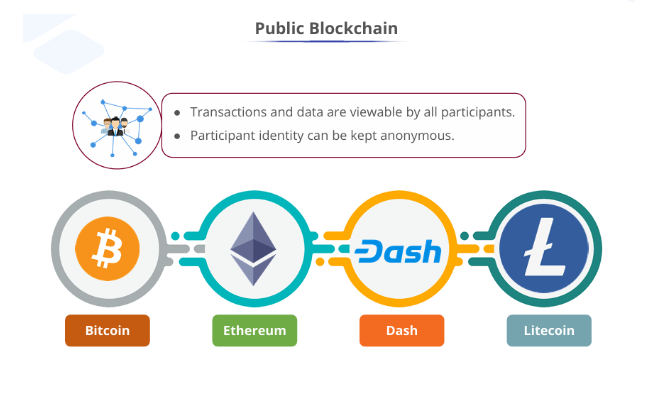 Public Blockchain
• Transactions and data are viewable by all participants.
• Participant identity can be kept anonymous.
Dash
Bitcoin
Ethereum
Dash
Litecoin